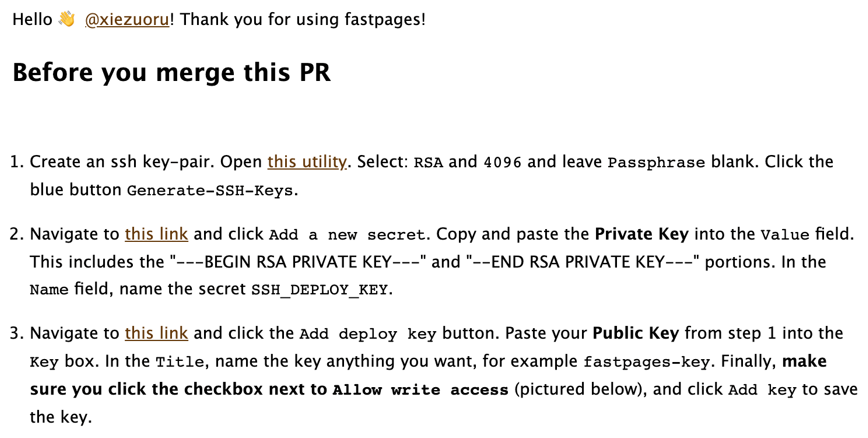 Hello 👋 @xiezuoru! Thank you for using fastpages!
Before you merge this PR
1. Create an ssh key-pair. Open this utility. Select: RSA and 4096 and leave Passphrase blank. Click the
blue button Generate-SSH-Keys.
2. Navigate to this link and click Add a new secret. Copy and paste the Private Key into the Value field.
This includes the "---BEGIN RSA PRIVATE KEY---" and "--END RSA PRIVATE KEY---" portions. In the
Name field, name the secret SSH_DEPLOY_KEY.
3. Navigate to this link and click the Add deploy key button. Paste your Public Key from step 1 into the
Key box. In the Title, name the key anything you want, for example fastpages-key. Finally, make
sure you click the checkbox next to Allow write access (pictured below), and click Add key to save
the key.